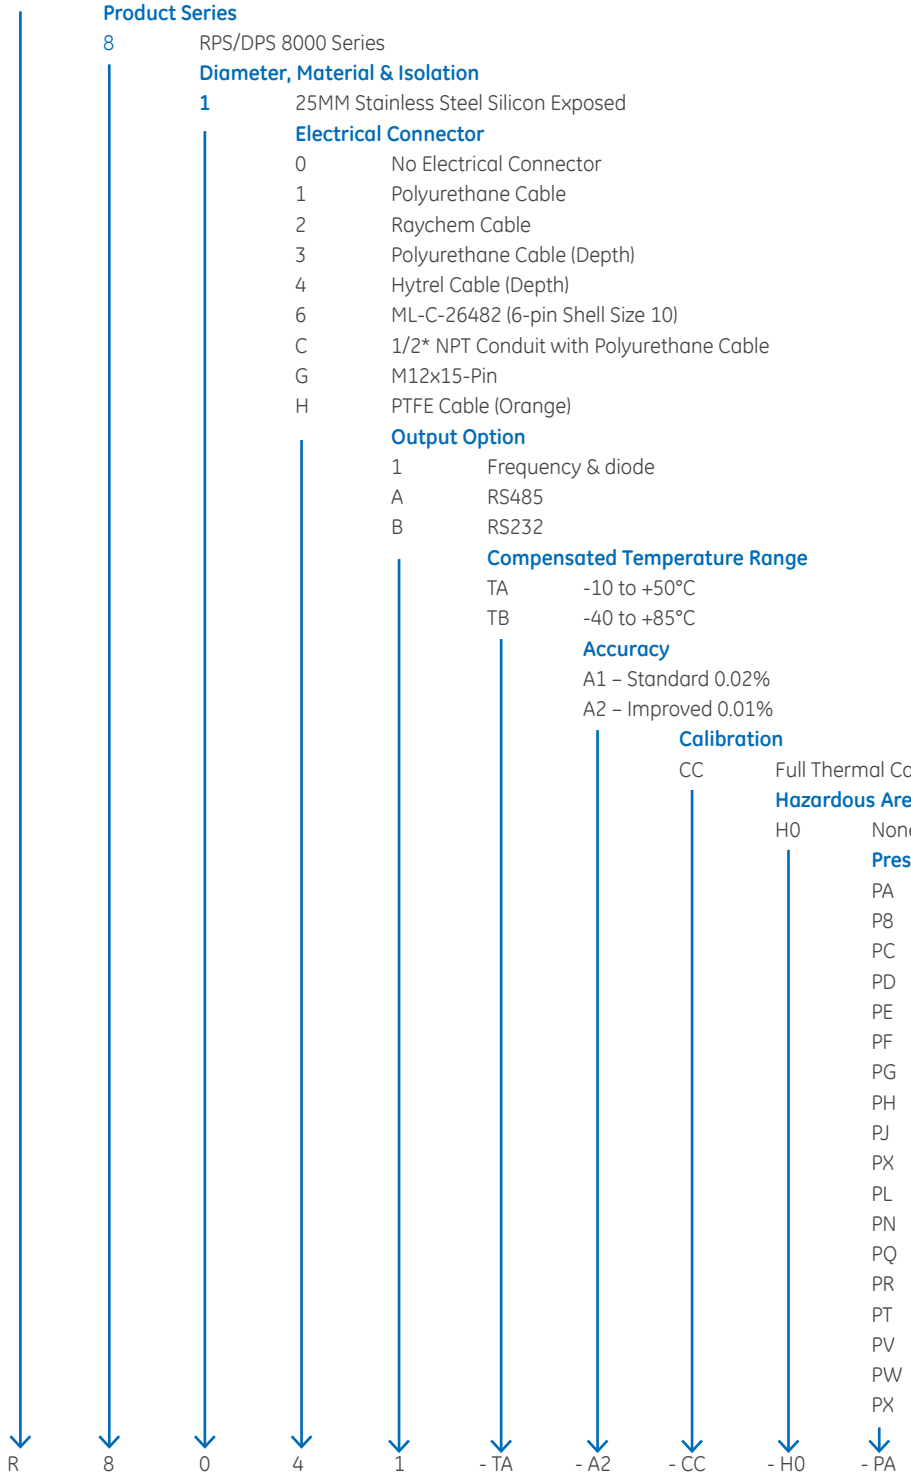 Product Series
8 RPS/DPS 8000 Series
Diameter, Material & Isolation
1 25MM Stainless Steel Silicon Exposed
Electrical Connector
0 No Electrical Connector
1 Polyurethane Cable
2 Raychem Cable
3 Polyurethane Cable (Depth)
4 Hytrel Cable (Depth)
6 ML-C-26482 (6-pin Shell Size 10)
C 1/2* NPT Conduit with Polyurethane Cable
G M12x15-Pin
H PTFE Cable (Orange)
Output Option
1 Frequency & diode
A RS485
B RS232
Compensated Temperature Range
TA -10 to +50°C
TB -40 to +85°C
Accuracy
A1 – Standard 0.02%
A2 – Improved 0.01%
Calibration
CC Full Thermal
Hazardous
H0
PA
P8
PC
PD
PE
PF
PG
PH
PJ
PX
PL
PN
PQ
PR
PT
PV
PW
PX
R 8 0 4 1 - TA - A2 - CC - H0 - PA